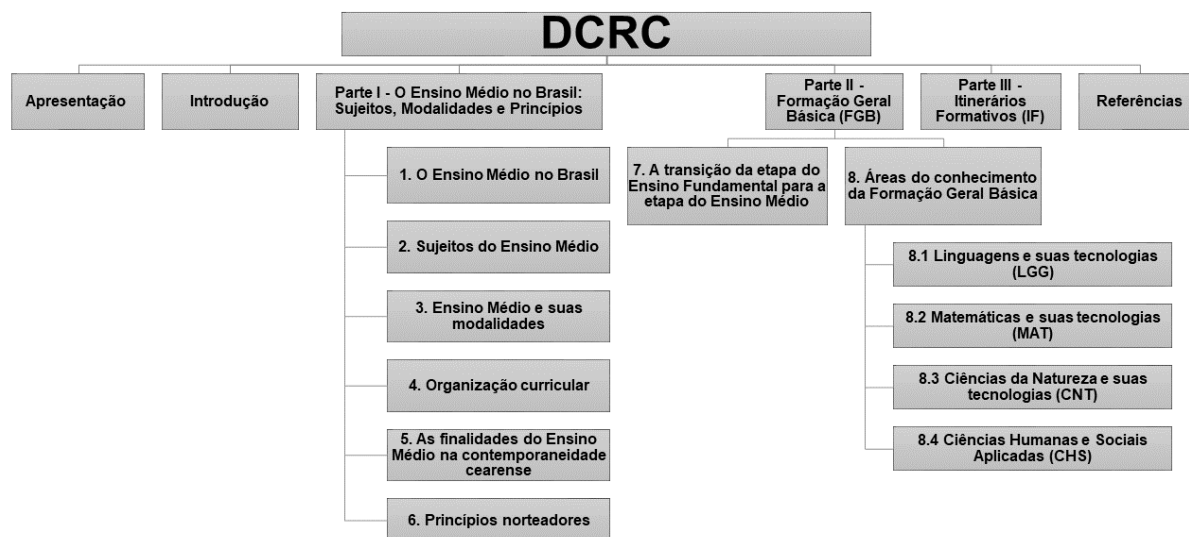 DCRC
Apresentação
Introdução
Parte I - O Ensino Médio no Brasil:
Sujeitos, Modalidades e Princípios
Parte II -
Formação Geral
Básica (FGB)
Parte III -
Itinerários
Formativos (IF)
Referências
1. O Ensino Médio no Brasil
2. Sujeitos do Ensino Médio
3. Ensino Médio e suas
modalidades
4. Organização curricular
5. As finalidades do Ensino
Médio na contemporaneidade
cearense
6. Princípios norteadores
7. A transição da etapa do
Ensino Fundamental para a
etapa do Ensino Médio
8. Áreas do conhecimento
da Formação Geral Básica
8.1 Linguagens e suas tecnologias
(LGG)
8.2 Matemáticas e suas tecnologias
(MAT)
8.3 Ciências da Natureza e suas
tecnologias (CNT)
8.4 Ciências Humanas e Sociais
Aplicadas (CHS)